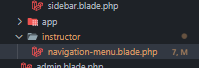 sidebar.blade.php
app
instructor
navigation-menu.blade.php 7, M
admin.blade.php